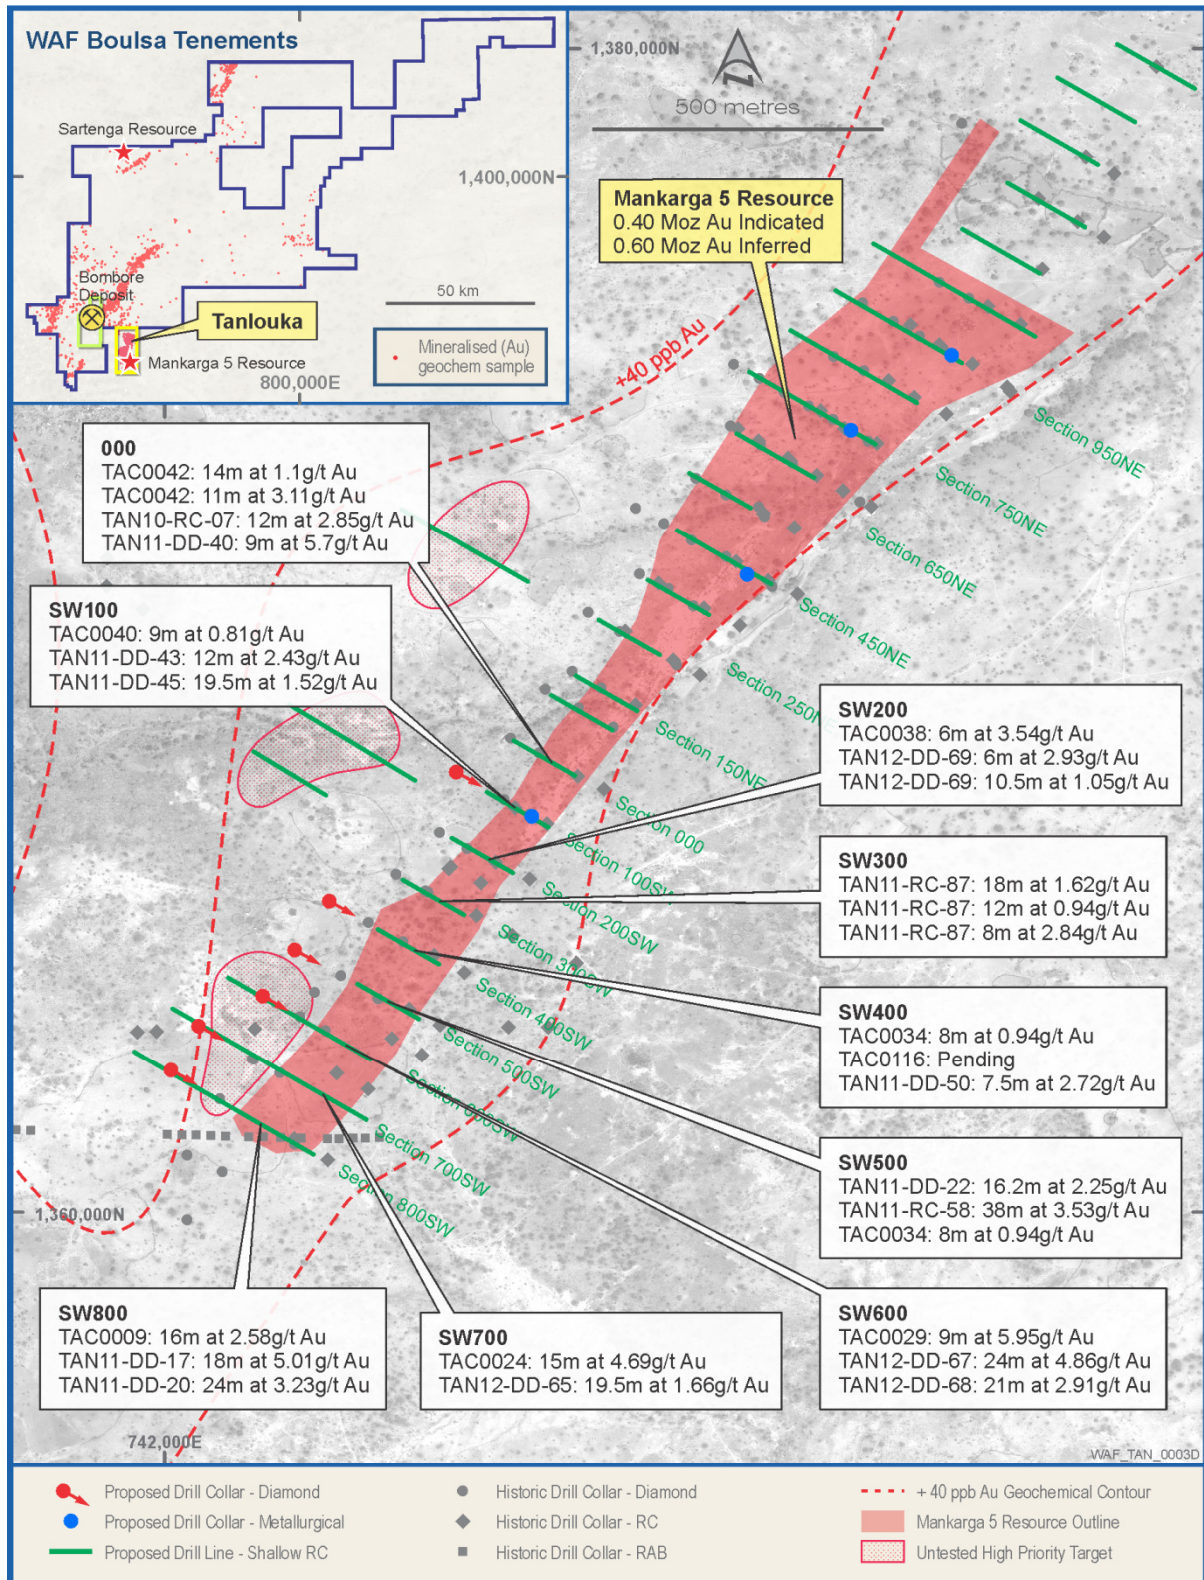 WAF Boulsa Tenements
Sartenga Resource
1,400,000N
Bombore
Deposit
50 km
Tanlouka
Mankarga 5 Resource
800,000E
Mineralised (Au)
geochem sample
1,380,000N
N
500 metres
Mankarga 5 Resource
0.40 Moz Au Indicated
0.60 Moz Au Inferred
+40 ppb Au
Section 950NE
Section 750NE
Section 650NE
Section 450NE
Section 250N
Section 150NE
Section 000
Section 100SW
Section 200SW
Section 300SW
Section 400SW
Section 500SW
Section 600SW
Section 700SW
Section 800SW
000
TAC0042: 14m at 1.1g/t Au
TAC0042: 11m at 3.11g/t Au
TAN10-RC-07: 12m at 2.85g/t Au
TAN11-DD-40: 9m at 5.7g/t Au
SW100
TAC0040: 9m at 0.81g/t Au
TAN11-DD-43: 12m at 2.43g/t Au
TAN11-DD-45: 19.5m at 1.52g/t Au
SW200
TAC0038: 6m at 3.54g/t Au
TAN12-DD-69: 6m at 2.93g/t Au
TAN12-DD-69: 10.5m at 1.05g/t Au
SW300
TAN11-RC-87: 18m at 1.62g/t Au
TAN11-RC-87: 12m at 0.94g/t Au
TAN11-RC-87: 8m at 2.84g/t Au
SW400
TAC0034: 8m at 0.94g/t Au
TAC0116: Pending
TAN11-DD-50: 7.5m at 2.72g/t Au
SW500
TAN11-DD-22: 16.2m at 2.25g/t Au
TAN11-RC-58: 38m at 3.53g/t Au
TAC0034: 8m at 0.94g/t Au
1,360,000N
SW800
TAC0009: 16m at 2.58g/t Au
TAN11-DD-17: 18m at 5.01g/t Au
TAN11-DD-20: 24m at 3.23g/t Au
SW700
TAC0024: 15m at 4.69g/t Au
TAN12-DD-65: 19.5m at 1.66g/t Au
SW600
TAC0029: 9m at 5.95g/t Au
TAN12-DD-67: 24m at 4.86g/t Au
TAN12-DD-68: 21m at 2.91g/t Au
742,000E
WAF_TAN_0003D
Proposed Drill Collar - Diamond
Proposed Drill Collar - Metallurgical
Proposed Drill Line - Shallow RC
Historic Drill Collar - Diamond
Historic Drill Collar - RC
Historic Drill Collar - RAB
+ 40 ppb Au Geochemical Contour
Mankarga 5 Resource Outline
Untested High Priority Target